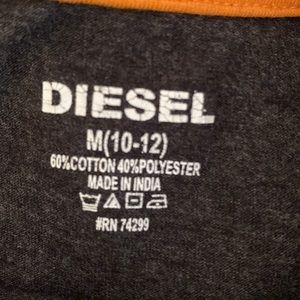 DIESEL
M(10-12)
60%COTTON 40%POLYESTER
MADE IN INDIA
#RN 74299